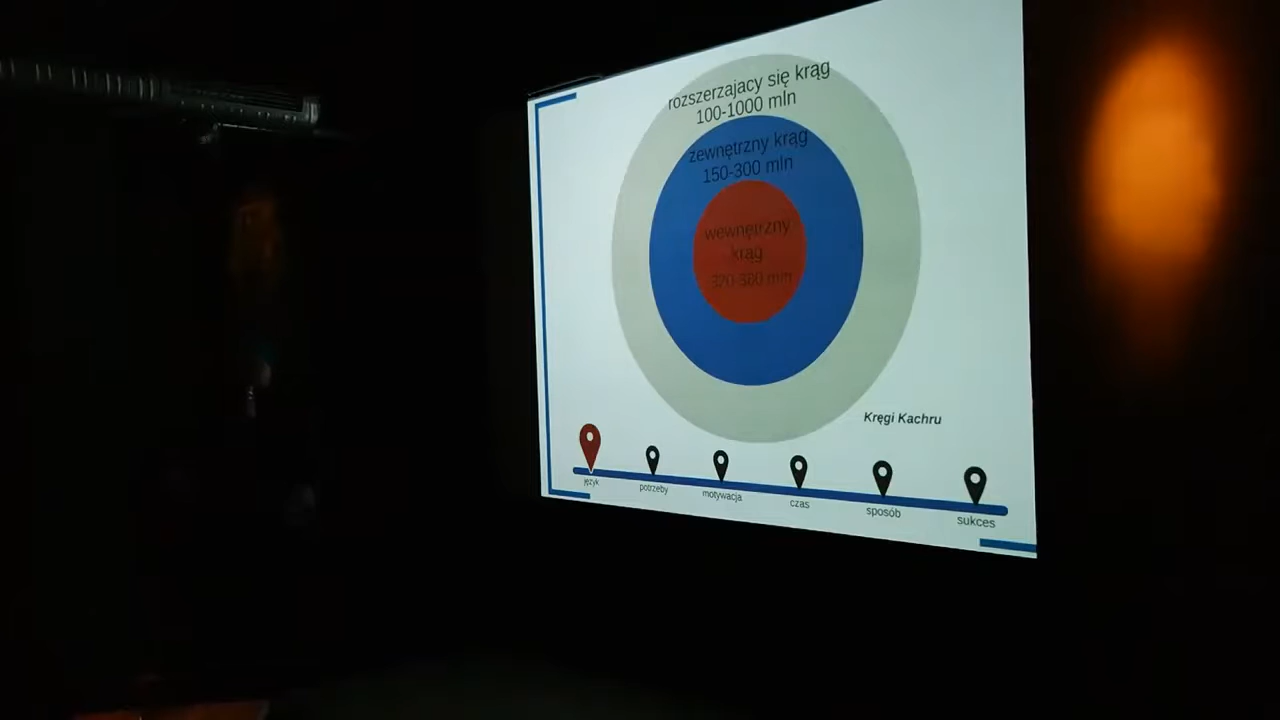 rozszerzajacy się krąg
100-1000 mln
zewnętrzny krąg
150-300 mln
wewnętrzny
krąg
320-380 mln
Kręgi Kachru
język
potrzeby
motywacja
czas
sposób
sukces